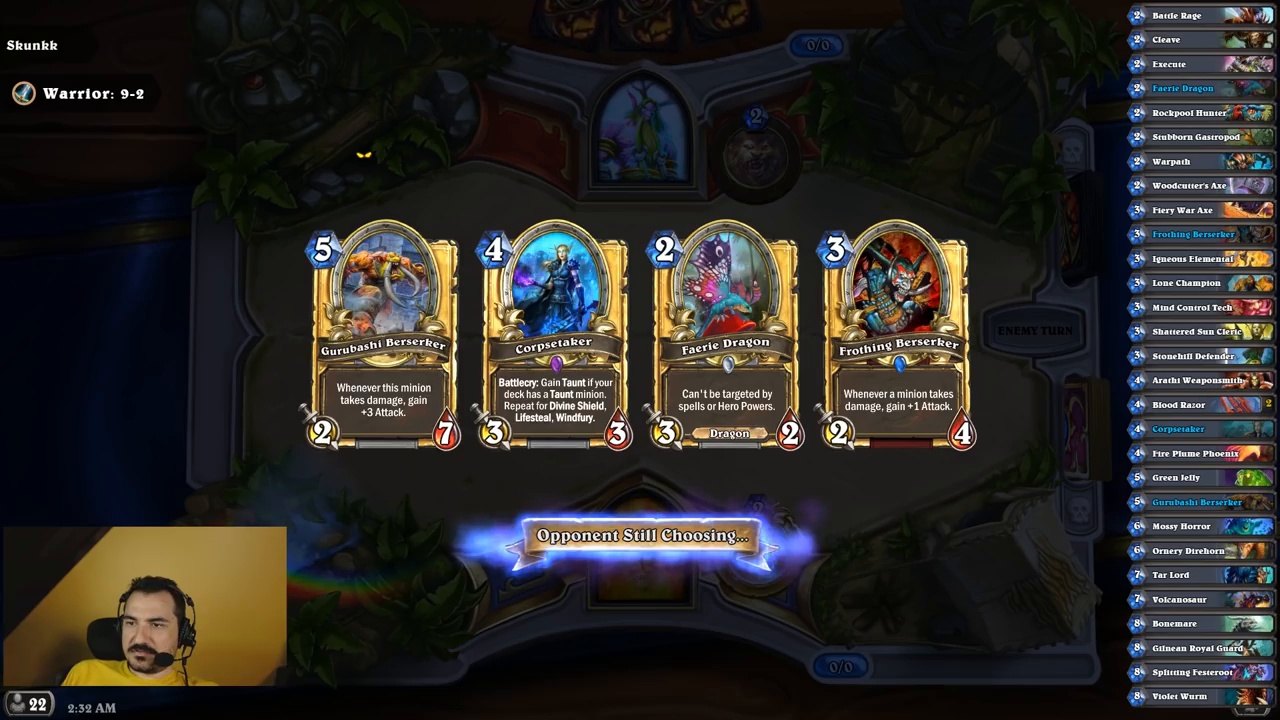 Skunkk
Warrior: 9-2
0/0
2
5
Gurubashi Berserker
Whenever this minion
takes damage, gain
+3 Attack.
2
7
4
Corpsetaker
Battlecry: Gain Taunt if your
deck has a Taunt minion.
Repeat for Divine Shield,
Lifesteal, Windfury.
3
3
2
Faerie Dragon
Can't be targeted by
spells or Hero Powers.
3
Dragon
2
3
Frothing Berserker
Whenever a minion takes
damage, gain +1 Attack.
2
4
ENEMY TURN
Opponent Still Choosing...
2
0/0
22
2:32 AM
2 Battle Rage
2 Cleave
2 Execute
2 Faerie Dragon
2 Rockpool Hunter
2 Stubborn Gastropod
2 Warpath
2 Woodcutter's Axe
3 Fiery War Axe
3 Frothing Berserker
3 Igneous Elemental
3 Lone Champion
3 Mind Control Tech
3 Shattered Sun Cleric
3 Stonehill Defender
4 Arathi Weaponsmith
4 Blood Razor 2
4 Corpsetaker
4 Fire Plume Phoenix
5 Green Jelly
5 Gurubashi Berserker
6 Mossy Horror
6 Ornery Direhorn
7 Tar Lord
7 Volcanosaur
8 Bonemare
8 Gilnean Royal Guard
8 Splitting Festeroot
8 Violet Wurm